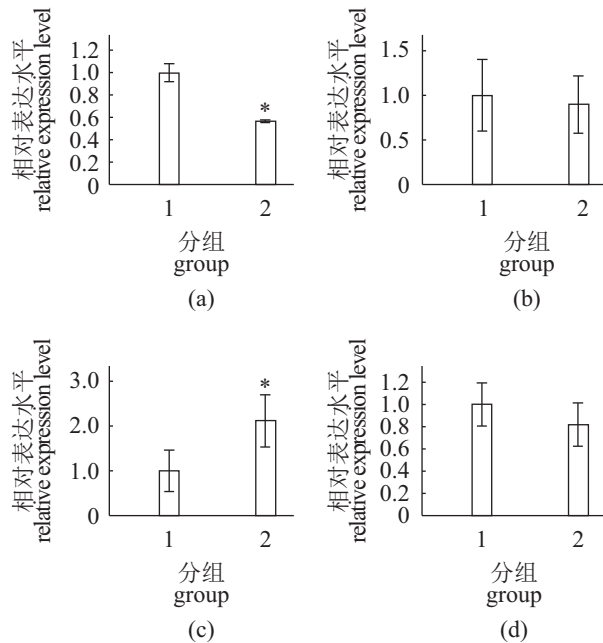 相对表达水平
relative expression level
1.2
1.0
0.8
0.6
0.4
0.2
0
*
1
2
分组
group
(a)
相对表达水平
relative expression level
1.5
1.0
0.5
0
1
2
分组
group
(b)
相对表达水平
relative expression level
3.0
2.0
1.0
0
*
1
2
分组
group
(c)
相对表达水平
relative expression level
1.2
1.0
0.8
0.6
0.4
0.2
0
1
2
分组
group
(d)